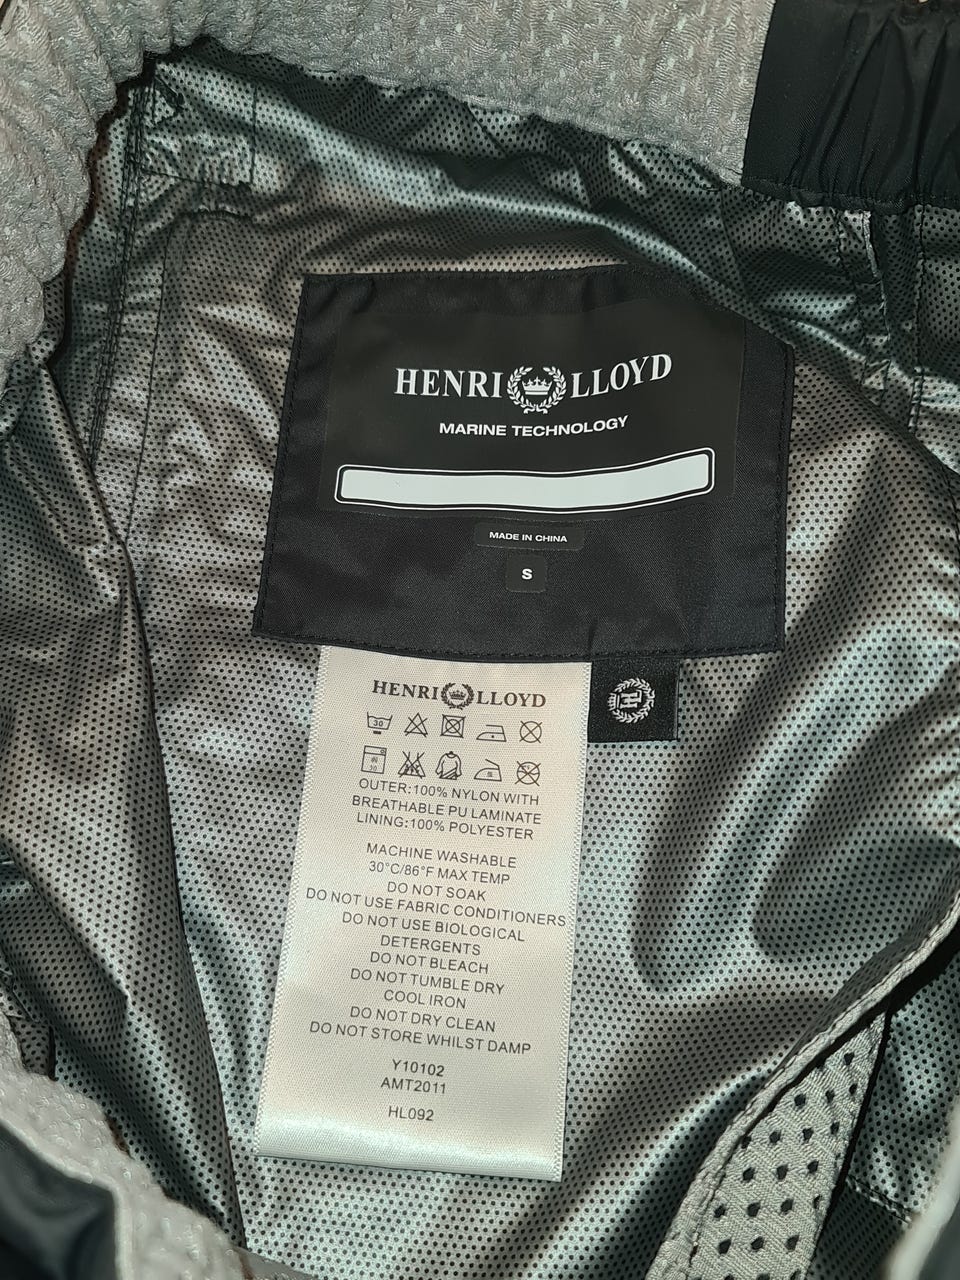 HENRI LLOYD
MARINE TECHNOLOGY
MADE IN CHINA
S
HENRI LLOYD
30
OUTER:100% NYLON WITH
BREATHABLE PU LAMINATE
LINING:100% POLYESTER
MACHINE WASHABLE
30°C/86°F MAX TEMP
DO NOT SOAK
DO NOT USE FABRIC CONDITIONERS
DO NOT USE BIOLOGICAL
DETERGENTS
DO NOT BLEACH
DO NOT TUMBLE DRY
COOL IRON
DO NOT DRY CLEAN
DO NOT STORE WHILST DAMP
Y10102
AMT2011
HL092